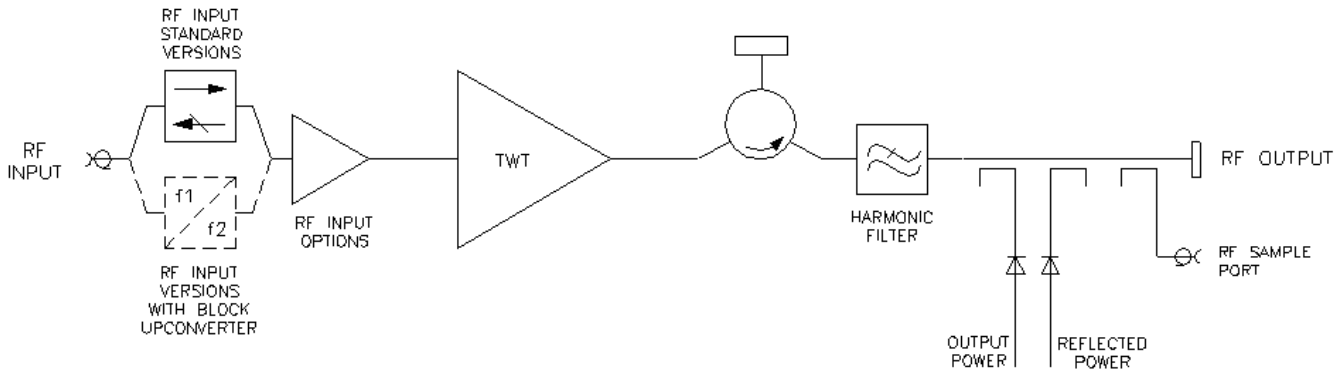 RF INPUT
STANDARD
VERSIONS
RF
INPUT
f1
f2
RF INPUT
VERSIONS
WITH BLOCK
UPCONVERTER
RF INPUT
OPTIONS
TWT
HARMONIC
FILTER
RF OUTPUT
RF SAMPLE
PORT
OUTPUT
POWER
REFLECTED
POWER